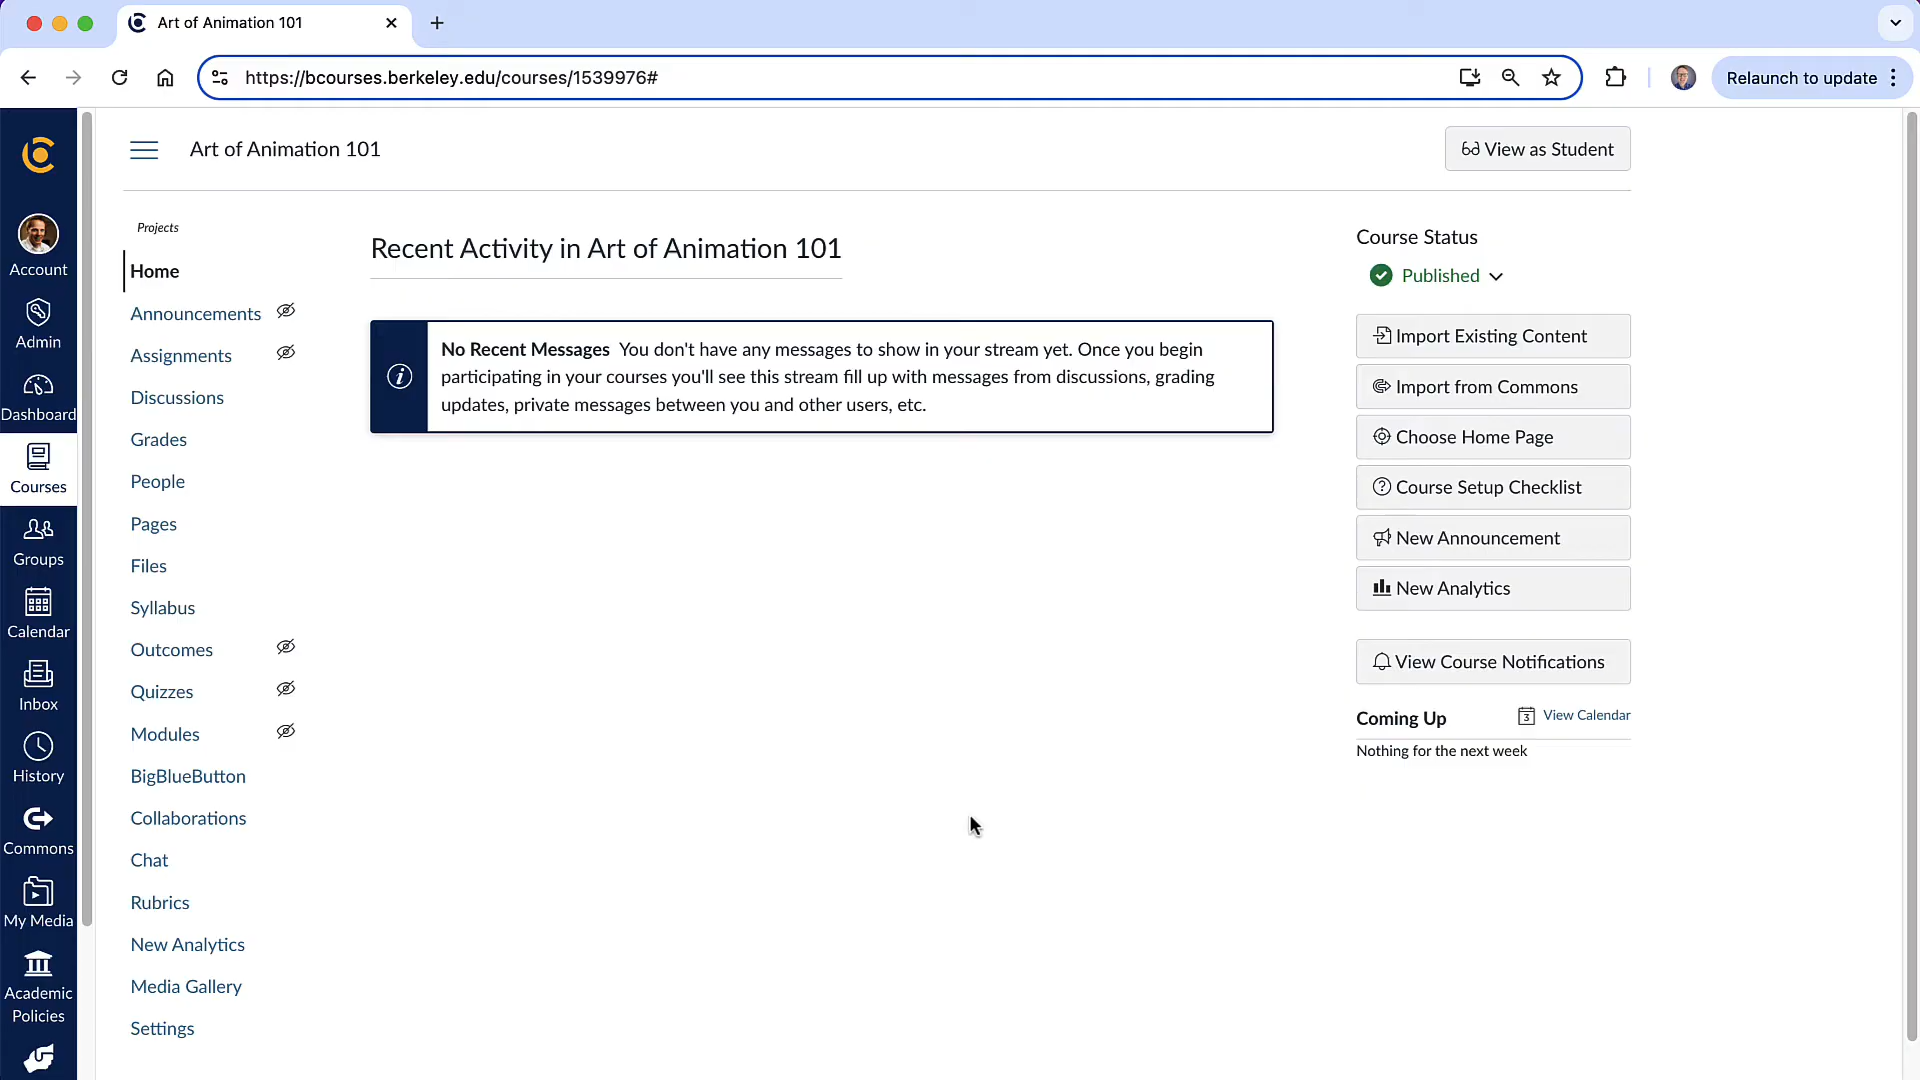 Art of Animation 101
https://bcourses.berkeley.edu/courses/1539976#
Relaunch to update
Account
Admin
Dashboard
Courses
Groups
Calendar
Inbox
History
Commons
My Media
Academic
Policies
Art of Animation 101
View as Student
Projects
Home
Announcements
Assignments
Discussions
Grades
People
Pages
Files
Syllabus
Outcomes
Quizzes
Modules
BigBlueButton
Collaborations
Chat
Rubrics
New Analytics
Media Gallery
Settings
Recent Activity in Art of Animation 101
No Recent Messages You don't have any messages to show in your stream yet. Once you begin
participating in your courses you'll see this stream fill up with messages from discussions, grading
updates, private messages between you and other users, etc.
Course Status
Published
Import Existing Content
Import from Commons
Choose Home Page
Course Setup Checklist
New Announcement
New Analytics
View Course Notifications
Coming Up
3 View Calendar
Nothing for the next week